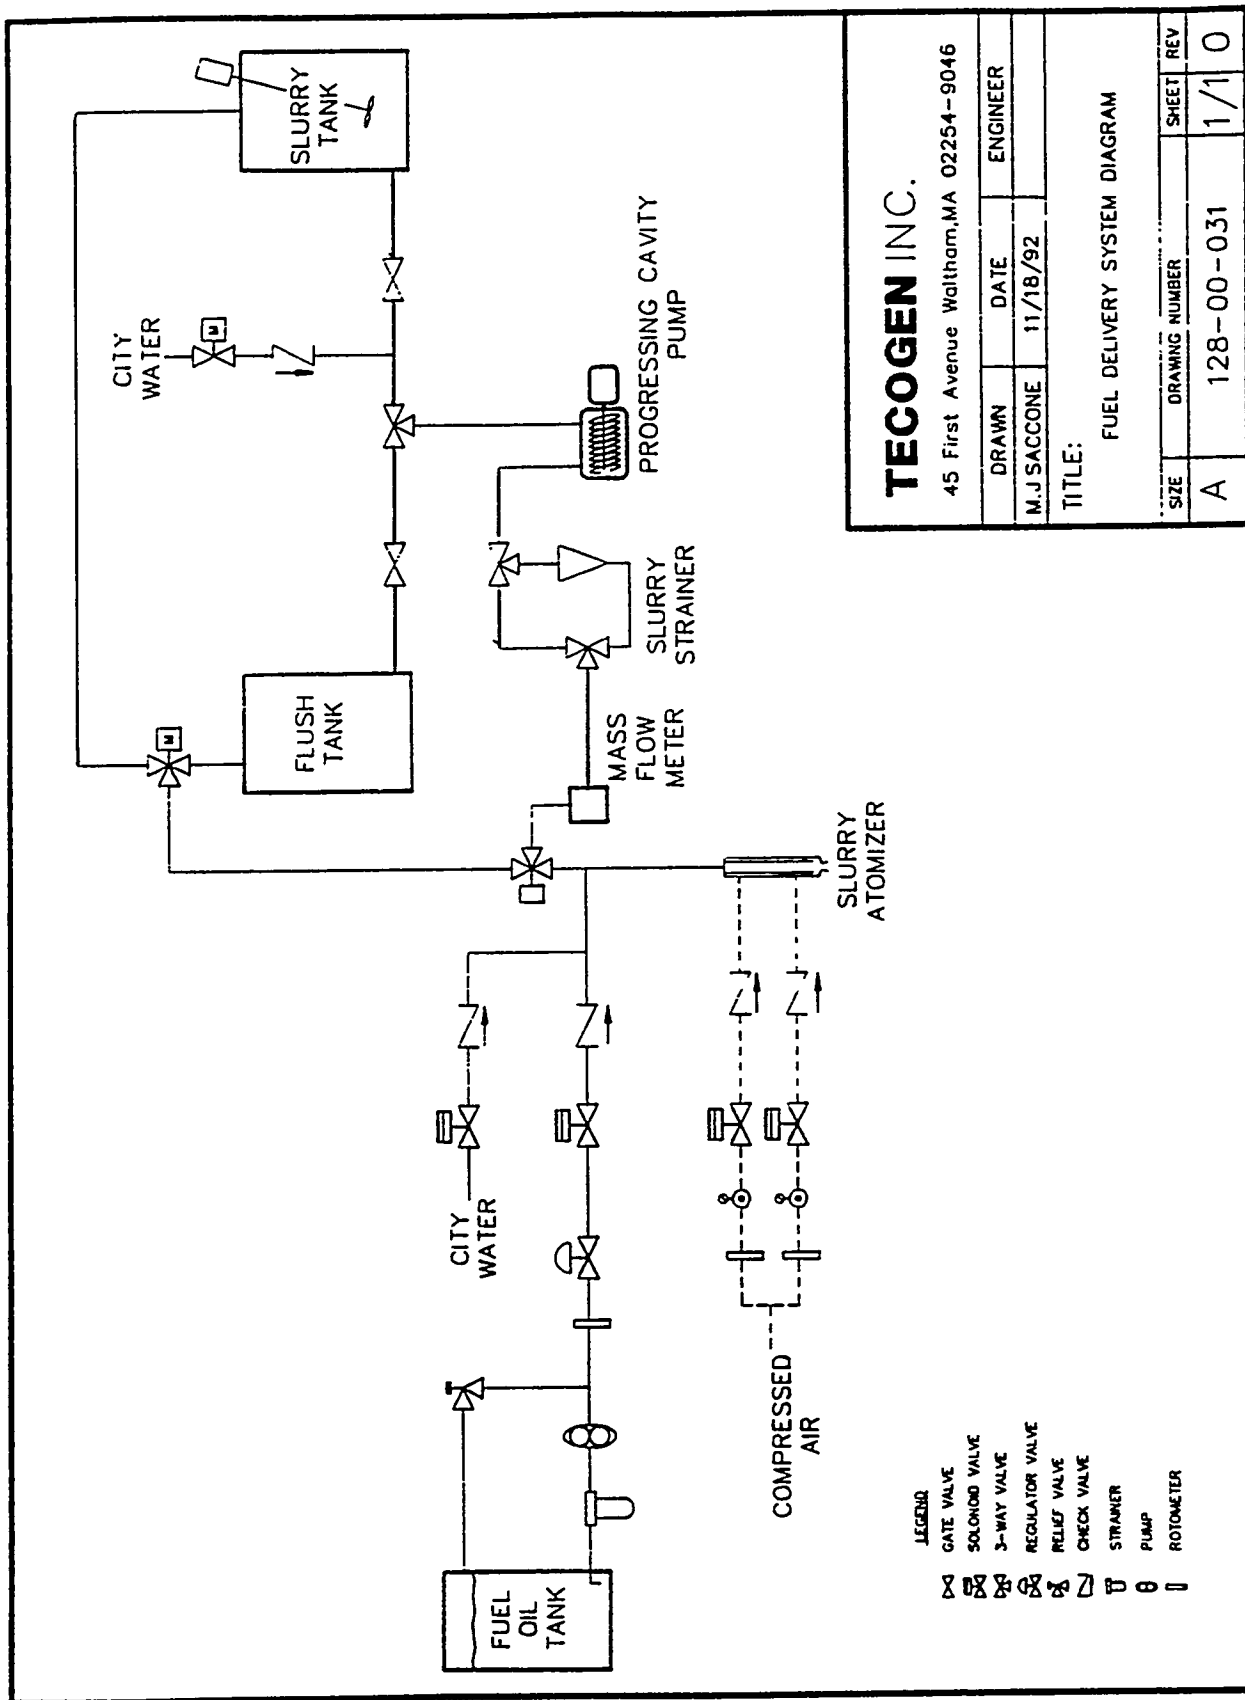 SLURRY
TANK
CITY
WATER
M
PROGRESSING CAVITY
PUMP
FLUSH
TANK
M
SLURRY
STRAINER
MASS
FLOW
METER
SLURRY
ATOMIZER
CITY
WATER
COMPRESSED
AIR
FUEL
OIL
TANK
LEGEND
GATE VALVE
SOLONOID VALVE
3-WAY VALVE
REGULATOR VALVE
RELIEF VALVE
CHECK VALVE
STRAINER
PUMP
ROTOMETER
TECOGEN INC.
45 First Avenue Waltham,MA 02254-9046
DRAWN DATE ENGINEER
M.J SACCONE 11/18/92
TITLE:
FUEL DELIVERY SYSTEM DIAGRAM
SIZE DRAWING NUMBER SHEET REV
A 128-00-031 1/1 0